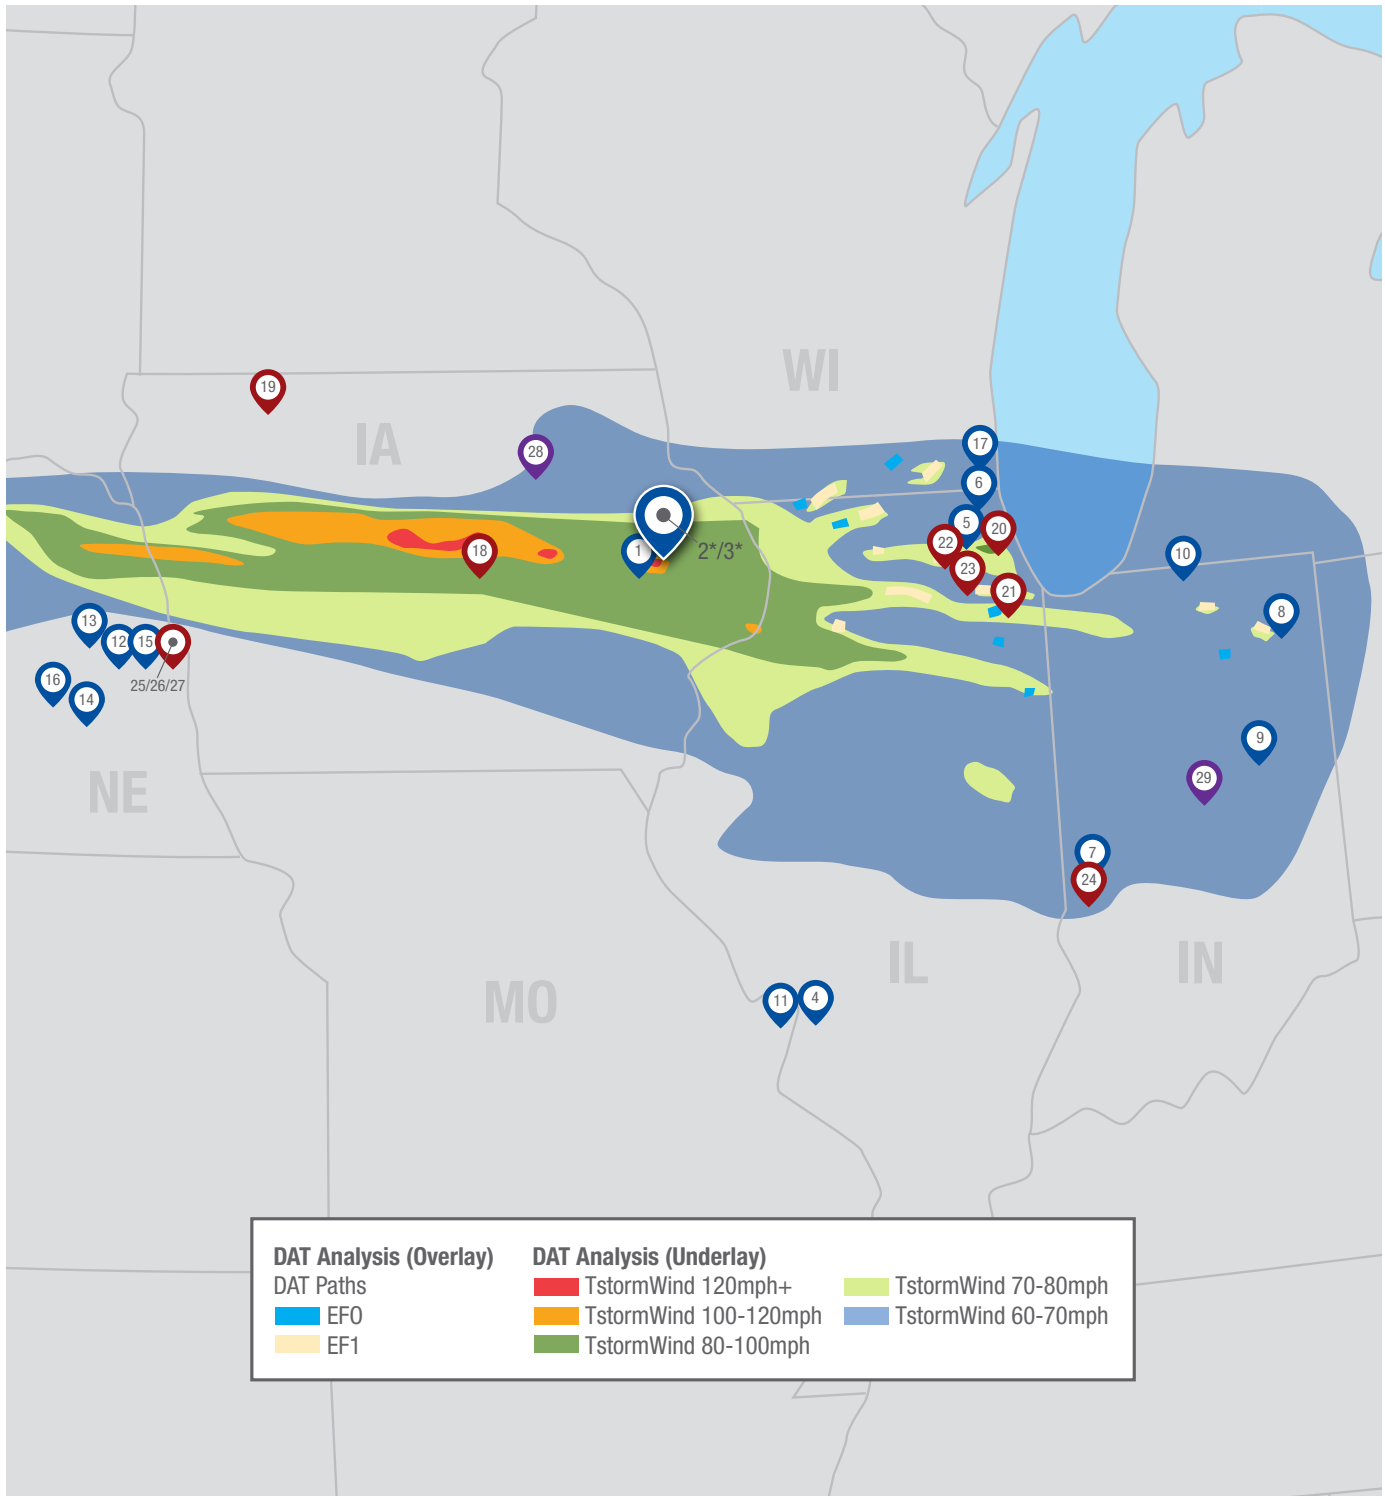 WI
19
IA
17
28
6
5
20
22
1
2*/3*
18
10
23
21
13
8
12
15
25/26/27
16
14
9
29
NE
7
24
IL
IN
MO
11
4
DAT Analysis (Overlay)
DAT Paths
EF0
EF1
DAT Analysis (Underlay)
TstormWind 120mph+
TstormWind 100-120mph
TstormWind 80-100mph
TstormWind 70-80mph
TstormWind 60-70mph